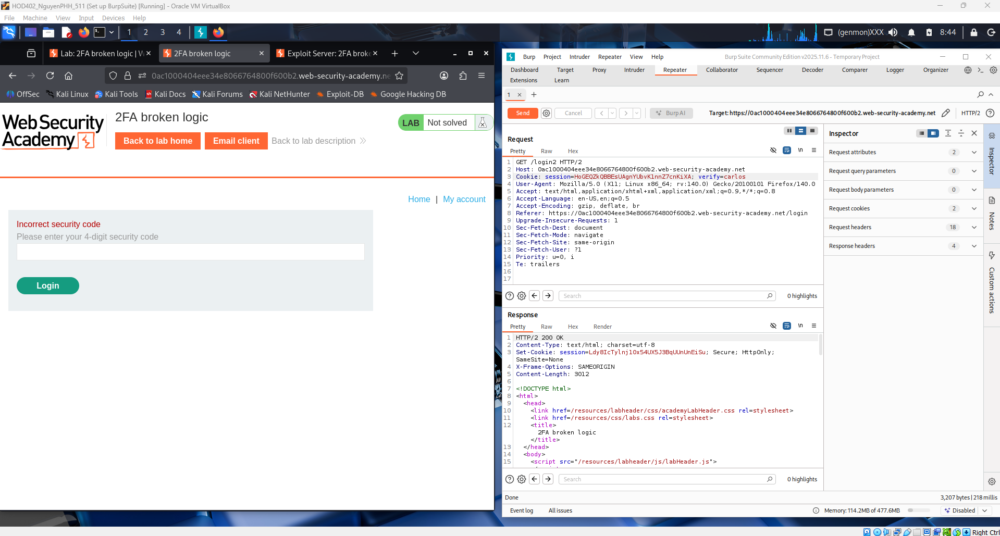 HOD402_NguyenPHH_511 (Set up BurpSuite) [Running] - Oracle VM VirtualBox
File Machine View Input Devices Help
1 2 3 4 (genmon)XXX 8:44
Lab: 2FA broken logic | W 2FA broken logic Exploit Server: 2FA broke
0ac1000404eee34e8066764800f600b2.web-security-academy.ne
OffSec Kali Linux Kali Tools Kali Docs Kali Forums Kali NetHunter Exploit-DB Google Hacking DB
Web Security
Academy
2FA broken logic
LAB Not solved
Back to lab home Email client Back to lab description
Home | My account
Incorrect security code
Please enter your 4-digit security code
Login
Burp Project Intruder Repeater View Help Burp Suite Community Edition v2025.11.6 - Temporary Project
Dashboard Target Proxy Intruder Repeater Collaborator Sequencer Decoder Comparer Logger Organizer
Extensions Learn
1
Send Cancel Burp AI Target: https://0ac1000404eee34e8066764800f600b2.web-security-academy.net HTTP/2
Request
Pretty Raw Hex \n
1 GET /login2 HTTP/2
2 Host: 0ac1000404eee34e8066764800f600b2.web-security-academy.net
3 Cookie: session=HoGEQZkQBBEsUAgnYUbvK1nnZ7cnKiXA; verify=carlos
4 User-Agent: Mozilla/5.0 (X11; Linux x86_64; rv:140.0) Gecko/20100101 Firefox/140.0
5 Accept: text/html,application/xhtml+xml,application/xml;q=0.9,*/*;q=0.8
6 Accept-Language: en-US,en;q=0.5
7 Accept-Encoding: gzip, deflate, br
8 Referer: https://0ac1000404eee34e8066764800f600b2.web-security-academy.net/login
9 Upgrade-Insecure-Requests: 1
10 Sec-Fetch-Dest: document
11 Sec-Fetch-Mode: navigate
12 Sec-Fetch-Site: same-origin
13 Sec-Fetch-User: ?1
14 Priority: u=0, i
15 Te: trailers
16
17
Search 0 highlights
Response
Pretty Raw Hex Render \n
1 HTTP/2 200 OK
2 Content-Type: text/html; charset=utf-8
3 Set-Cookie: session=Ldy8IcTylnj10x54UX5J3BqUUnUnEiSu; Secure; HttpOnly;
SameSite=None
4 X-Frame-Options: SAMEORIGIN
5 Content-Length: 3012
6
7 <!DOCTYPE html>
8 <html>
9 <head>
10 <link href=/resources/labheader/css/academyLabHeader.css rel=stylesheet>
11 <link href=/resources/css/labs.css rel=stylesheet>
12 <title>
2FA broken logic
</title>
13 </head>
14 <body>
15 <script src="/resources/labheader/js/labHeader.js">
Search 0 highlights
Inspector
Request attributes 2
Request query parameters 0
Request body parameters 0
Request cookies 2
Request headers 18
Response headers 4
Inspector
Notes
Custom actions
Done 3,207 bytes | 218 millis
Event log All issues Memory: 114.2MB of 477.6MB Disabled
Right Ctrl